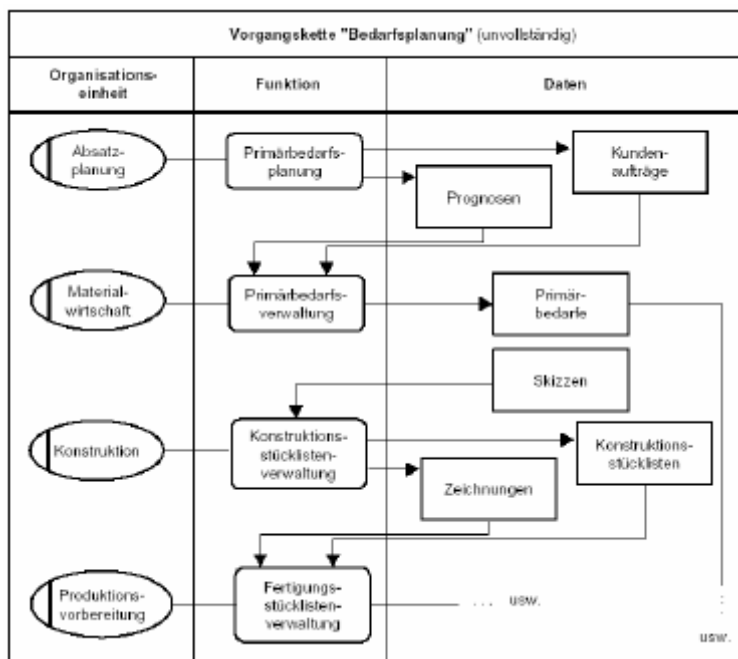 Vorgangskette "Bedarfsplanung" (unvollständig)
Organisations-
einheit
Funktion
Daten
Absatz-
planung
Primärbedarfs-
planung
Kunden-
aufträge
Prognosen
Material-
wirtschaft
Primärbedarfs-
verwaltung
Primär-
bedarfe
Skizzen
Konstruktion
Konstruktions-
stücklisten-
verwaltung
Konstruktions-
stücklisten
Zeichnungen
Produktions-
vorbereitung
Fertigungs-
stücklisten-
verwaltung
... usw.
usw.